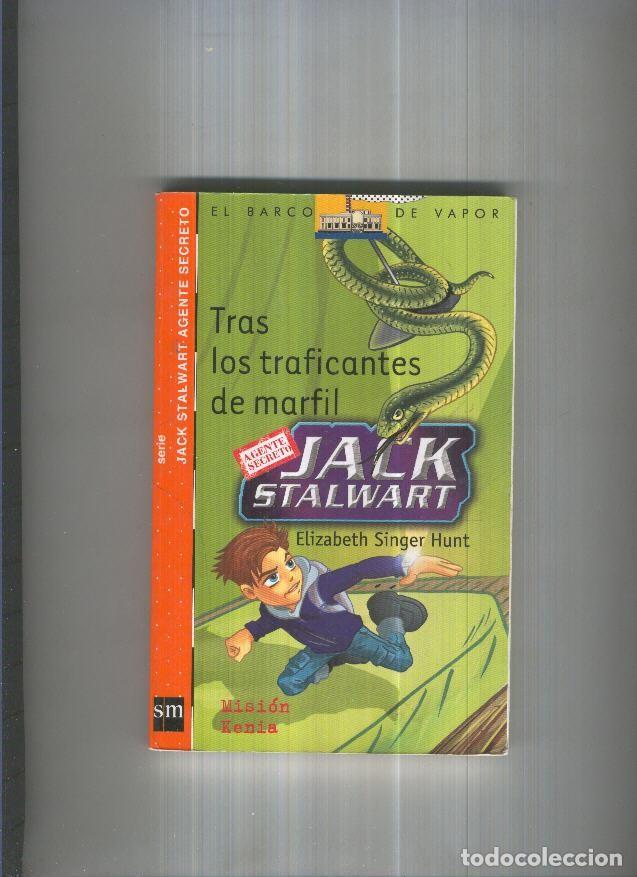 EL BARCO DE VAPOR
Tras
los traficantes
de marfil
AGENTE
SECRETO
JACK
STALWART
Elizabeth Singer Hunt
Misión
Kenia
serie
JACK STALWART AGENTE SECRETO
sm
todocoleccion